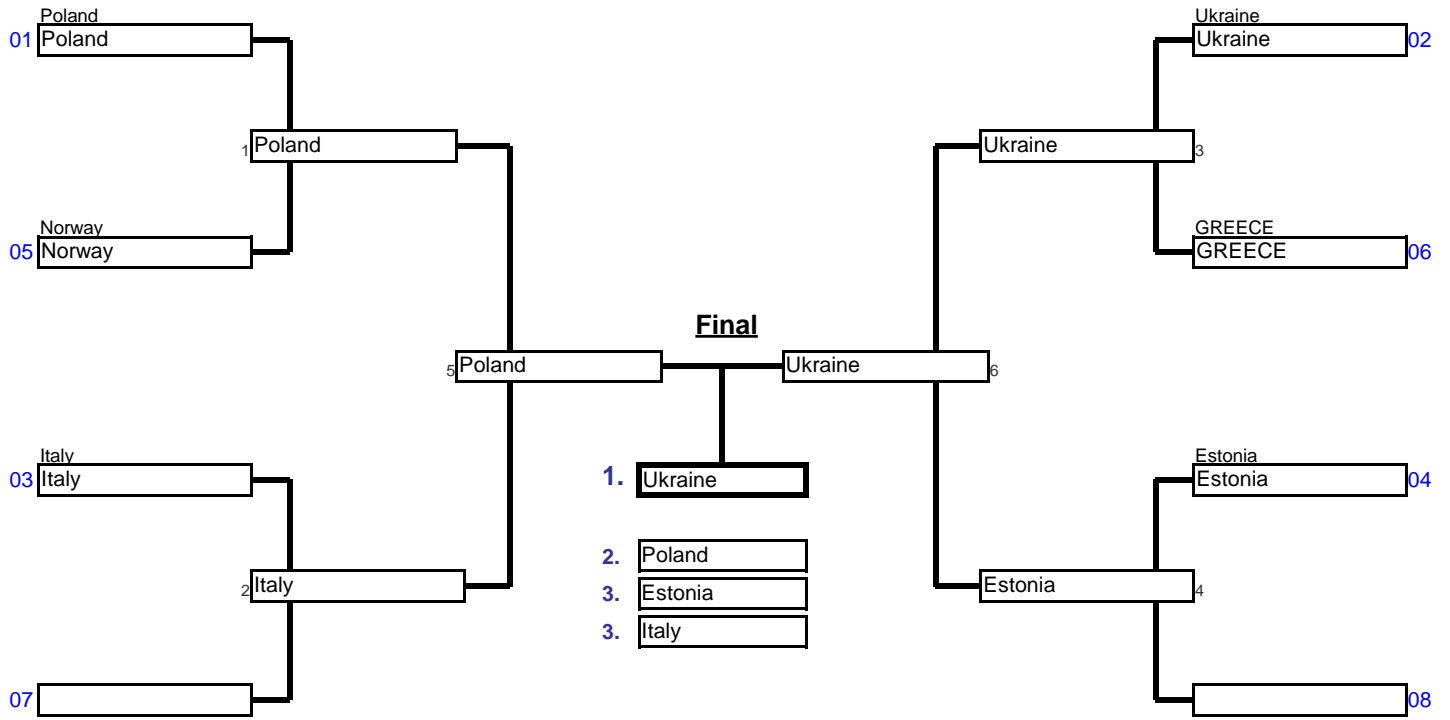 Poland
01 Poland
Ukraine
Ukraine 02
1 Poland
Ukraine 3
Norway
05 Norway
GREECE
GREECE 06
Final
5 Poland
Ukraine 6
Italy
03 Italy
1. Ukraine
Estonia
Estonia 04
2. Poland
2 Italy
3. Estonia
Estonia 4
3. Italy
07
08